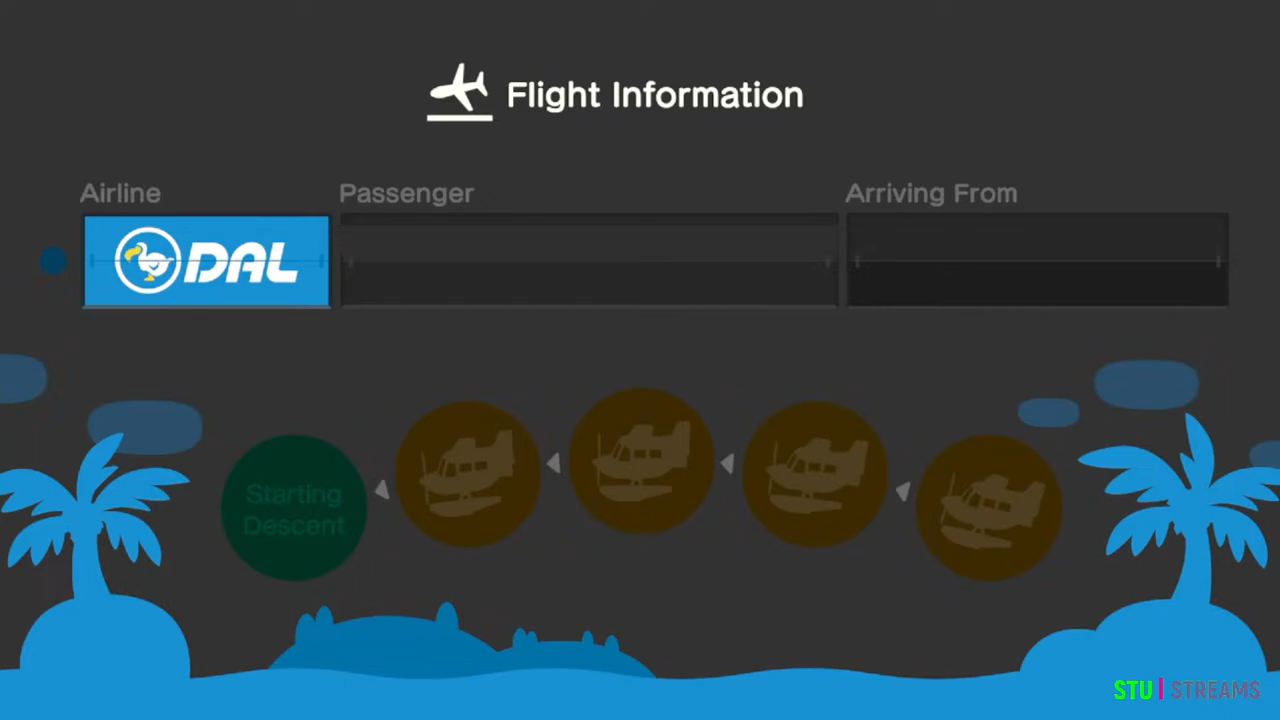 Flight Information
Airline
Passenger
Arriving From
DAL
Starting
Descent
STU | STREAMS